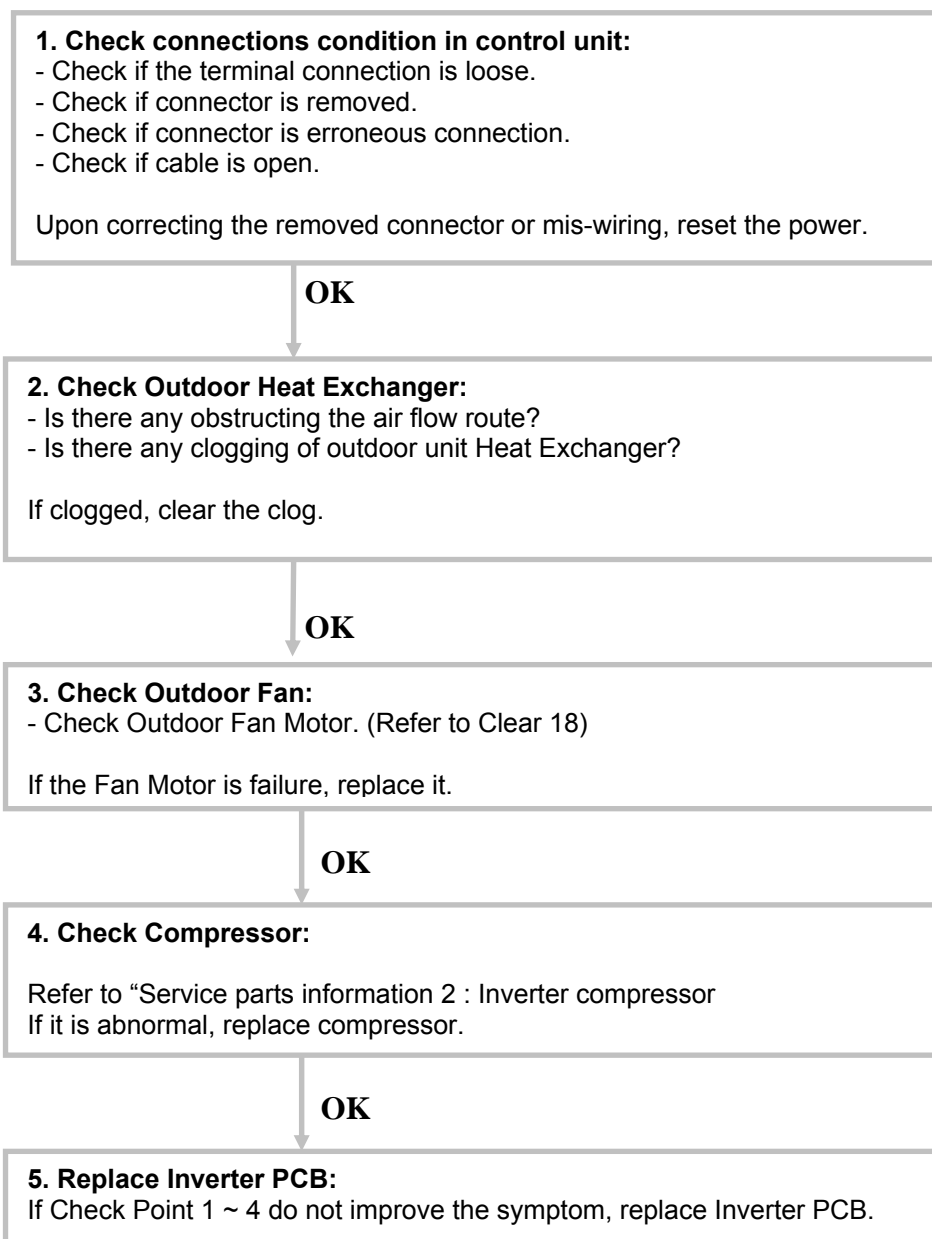 1. Check connections condition in control unit:
- Check if the terminal connection is loose.
- Check if connector is removed.
- Check if connector is erroneous connection.
- Check if cable is open.
Upon correcting the removed connector or mis-wiring, reset the power.
OK
2. Check Outdoor Heat Exchanger:
- Is there any obstructing the air flow route?
- Is there any clogging of outdoor unit Heat Exchanger?
If clogged, clear the clog.
OK
3. Check Outdoor Fan:
- Check Outdoor Fan Motor. (Refer to Clear 18)
If the Fan Motor is failure, replace it.
OK
4. Check Compressor:
Refer to “Service parts information 2 : Inverter compressor
If it is abnormal, replace compressor.
OK
5. Replace Inverter PCB:
If Check Point 1 ~ 4 do not improve the symptom, replace Inverter PCB.